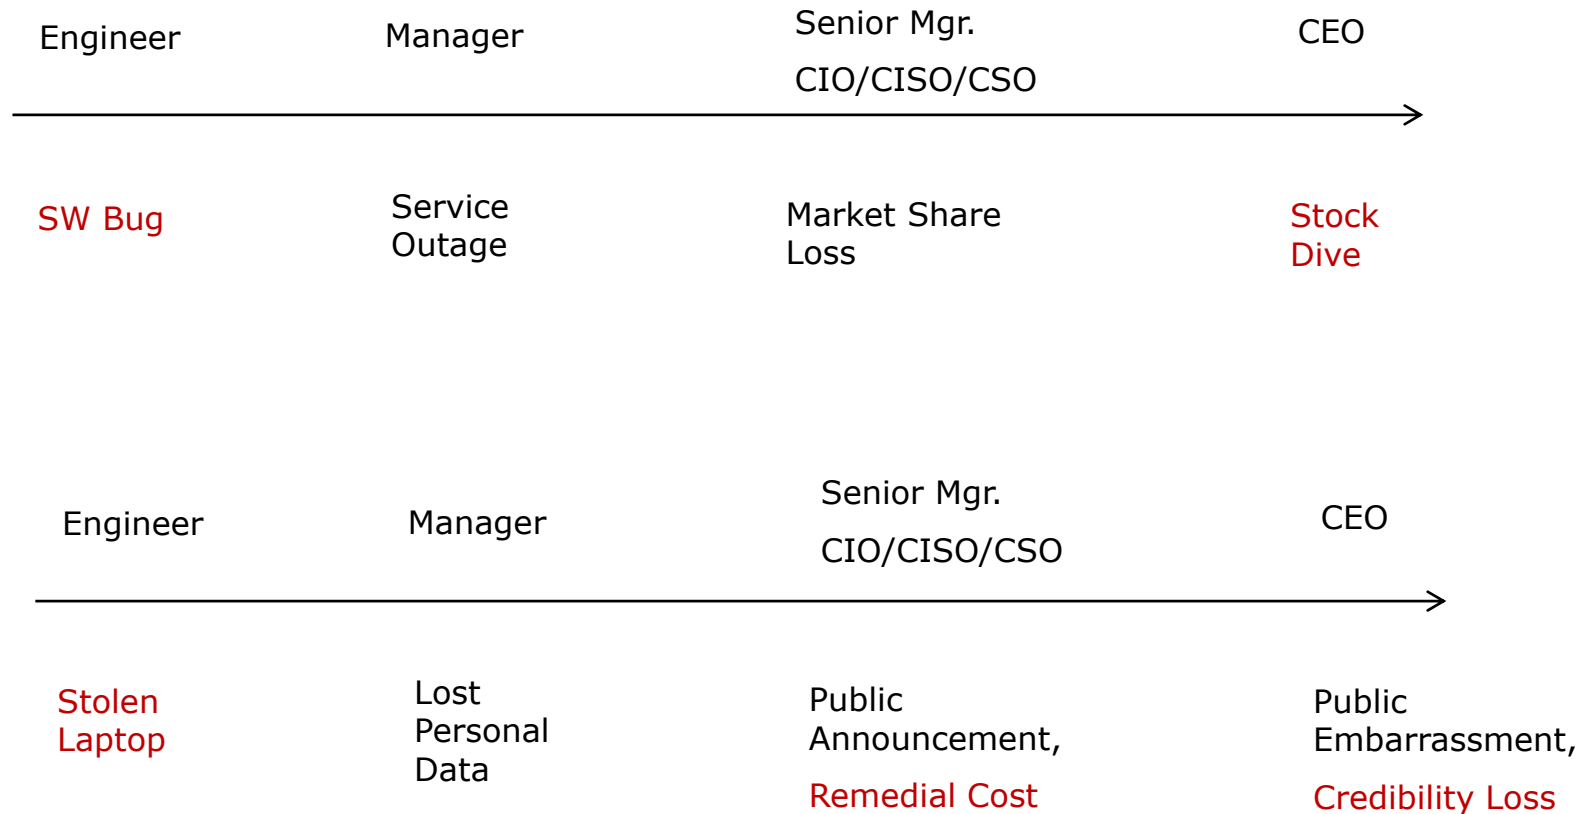 Engineer
Manager
Senior Mgr.
CIO/CISO/CSO
CEO
SW Bug
Service
Outage
Market Share
Loss
Stock
Dive
Engineer
Manager
Senior Mgr.
CIO/CISO/CSO
CEO
Stolen
Laptop
Lost
Personal
Data
Public
Announcement,
Remedial Cost
Public
Embarrassment,
Credibility Loss